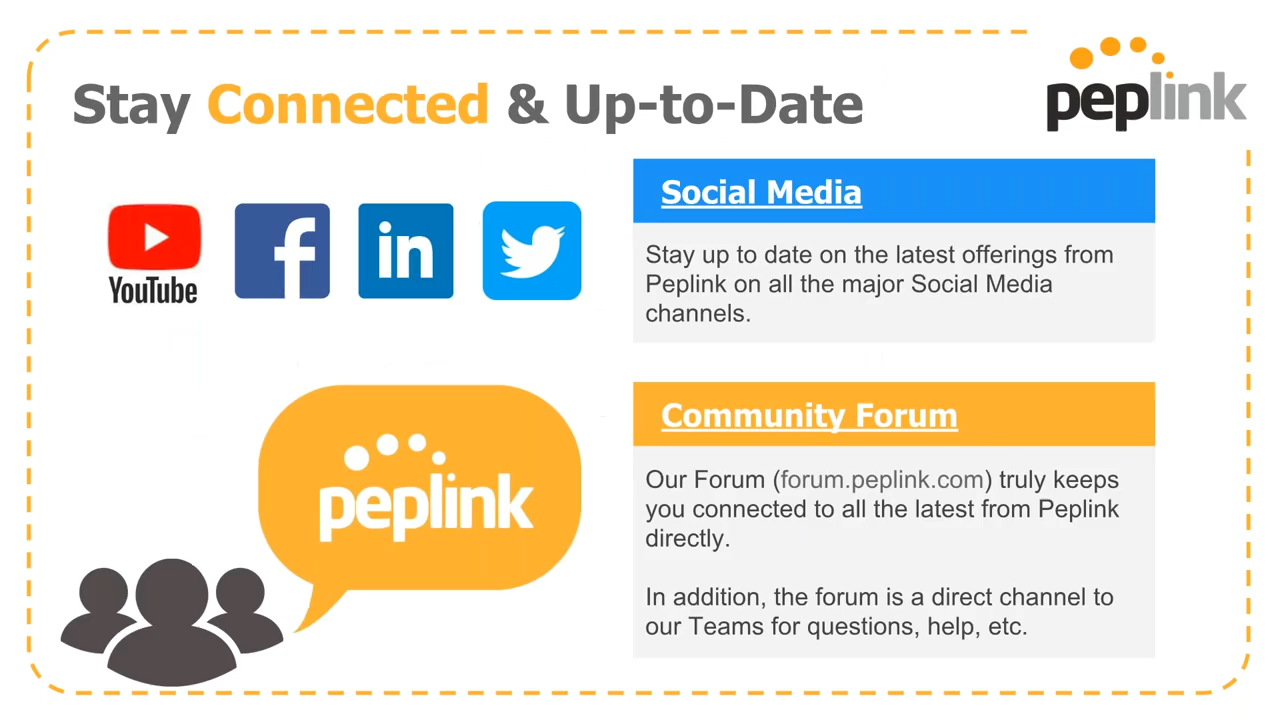 Stay Connected & Up-to-Date
peplink
YouTube
f
in
Social Media
Stay up to date on the latest offerings from
Peplink on all the major Social Media
channels.
peplink
Community Forum
Our Forum (forum.peplink.com) truly keeps
you connected to all the latest from Peplink
directly.
In addition, the forum is a direct channel to
our Teams for questions, help, etc.